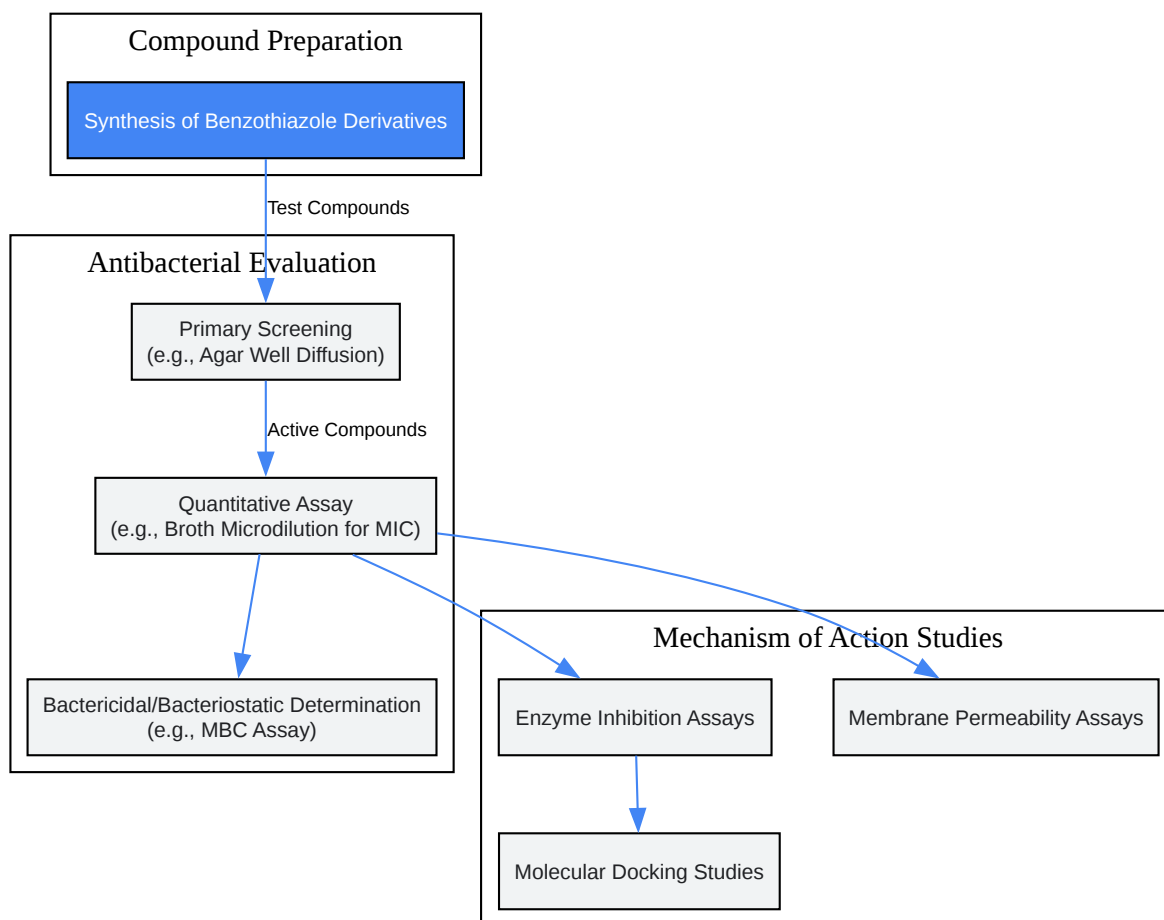 Compound Preparation
Synthesis of Benzothiazole Derivatives
Test Compounds
Antibacterial Evaluation
Primary Screening
(e.g., Agar Well Diffusion)
Active Compounds
Quantitative Assay
(e.g., Broth Microdilution for MIC)
Bactericidal/Bacteriostatic Determination
(e.g., MBC Assay)
Mechanism of Action Studies
Enzyme Inhibition Assays
Membrane Permeability Assays
Molecular Docking Studies